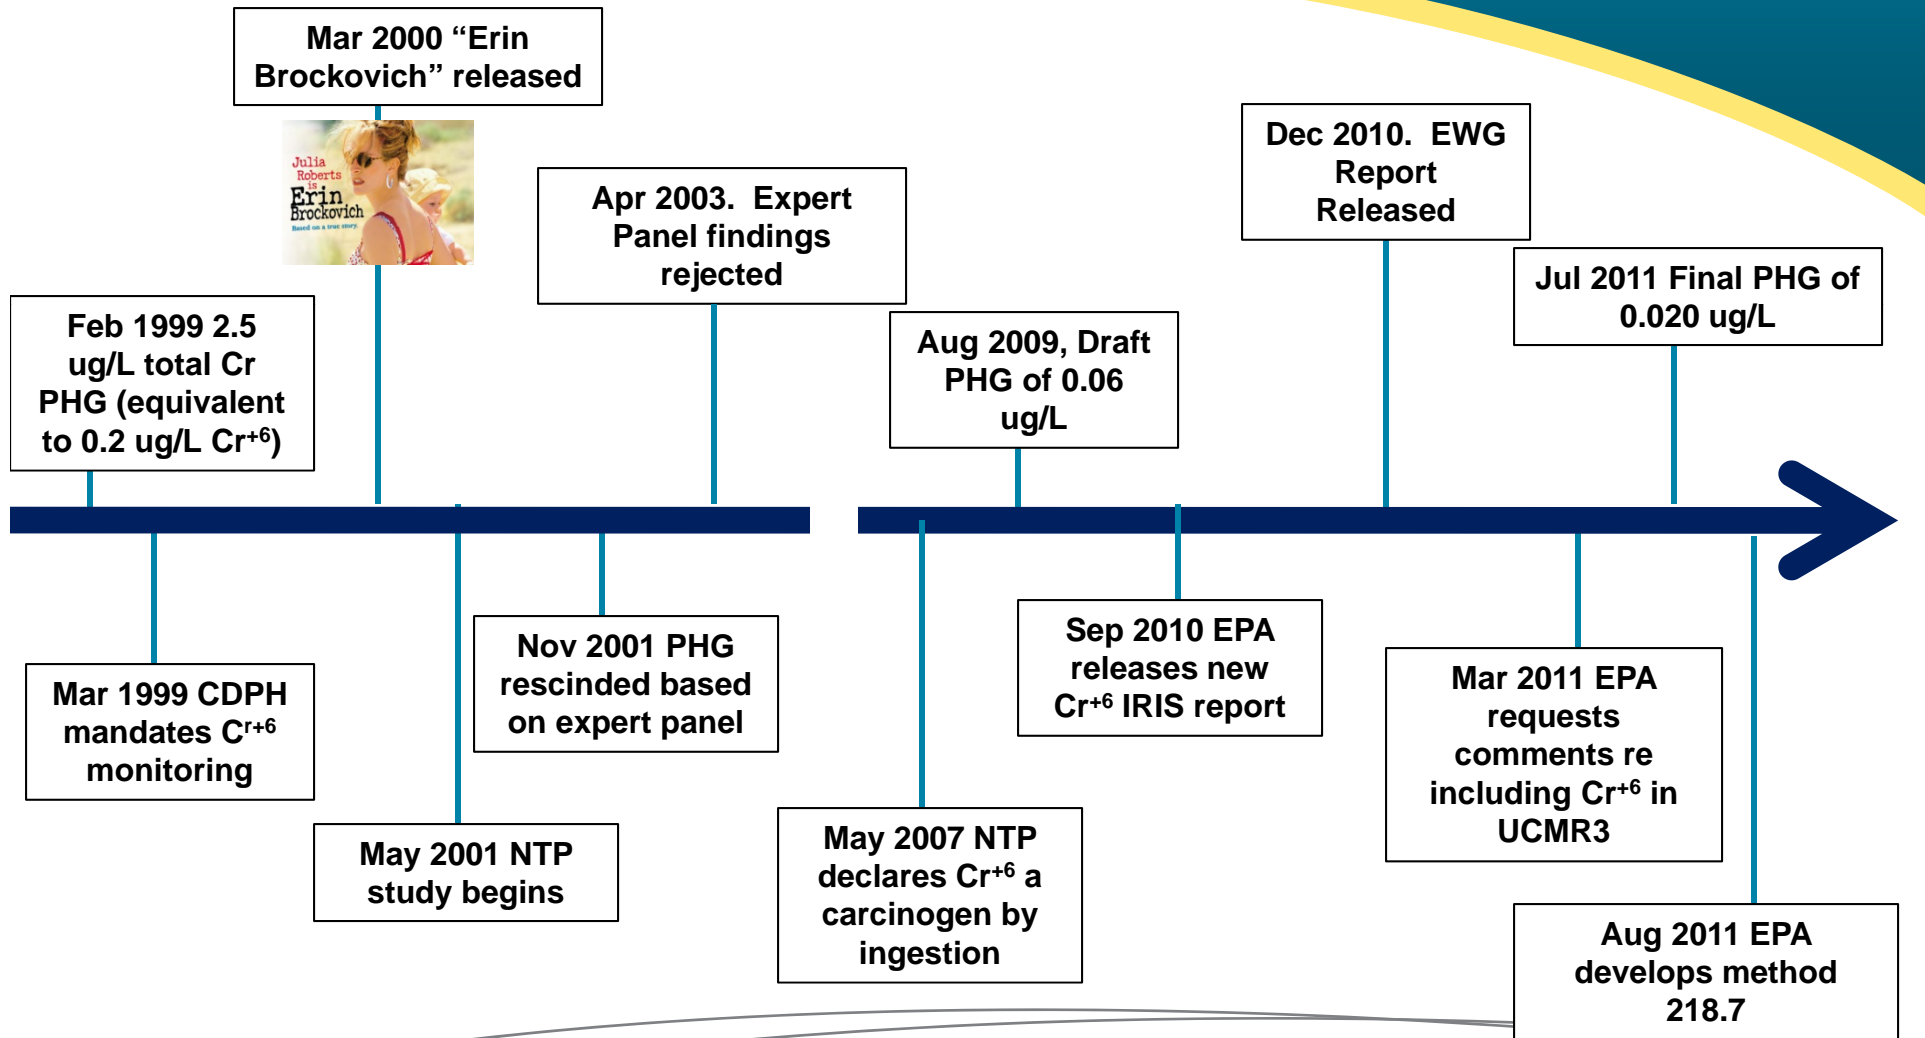 Mar 2000 “Erin
Brockovich” released
Julia
Roberts
is
Erin
Brockovich
Based on a true story.
Dec 2010.  EWG
Report
Released
Apr 2003.  Expert
Panel findings
rejected
Jul 2011 Final PHG of
0.020 ug/L
Feb 1999 2.5
ug/L total Cr
PHG (equivalent
to 0.2 ug/L Cr⁺⁶)
Aug 2009, Draft
PHG of 0.06
ug/L
Mar 1999 CDPH
mandates Cʳ⁺⁶
monitoring
May 2001 NTP
study begins
Nov 2001 PHG
rescinded based
on expert panel
May 2007 NTP
declares Cr⁺⁶ a
carcinogen by
ingestion
Sep 2010 EPA
releases new
Cr⁺⁶ IRIS report
Mar 2011 EPA
requests
comments re
including Cr⁺⁶ in
UCMR3
Aug 2011 EPA
develops method
218.7